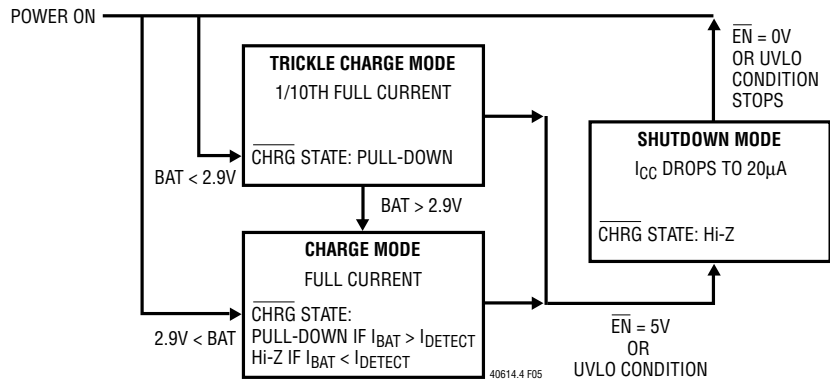 POWER ON
TRICKLE CHARGE MODE
1/10TH FULL CURRENT
CHRG STATE: PULL-DOWN
BAT < 2.9V
BAT > 2.9V
CHARGE MODE
FULL CURRENT
CHRG STATE:
PULL-DOWN IF IBAT > IDETECT
Hi-Z IF IBAT < IDETECT
2.9V < BAT
EN = 0V
OR UVLO
CONDITION
STOPS
SHUTDOWN MODE
ICC DROPS TO 20µA
CHRG STATE: Hi-Z
EN = 5V
OR
UVLO CONDITION
40614.4 F05